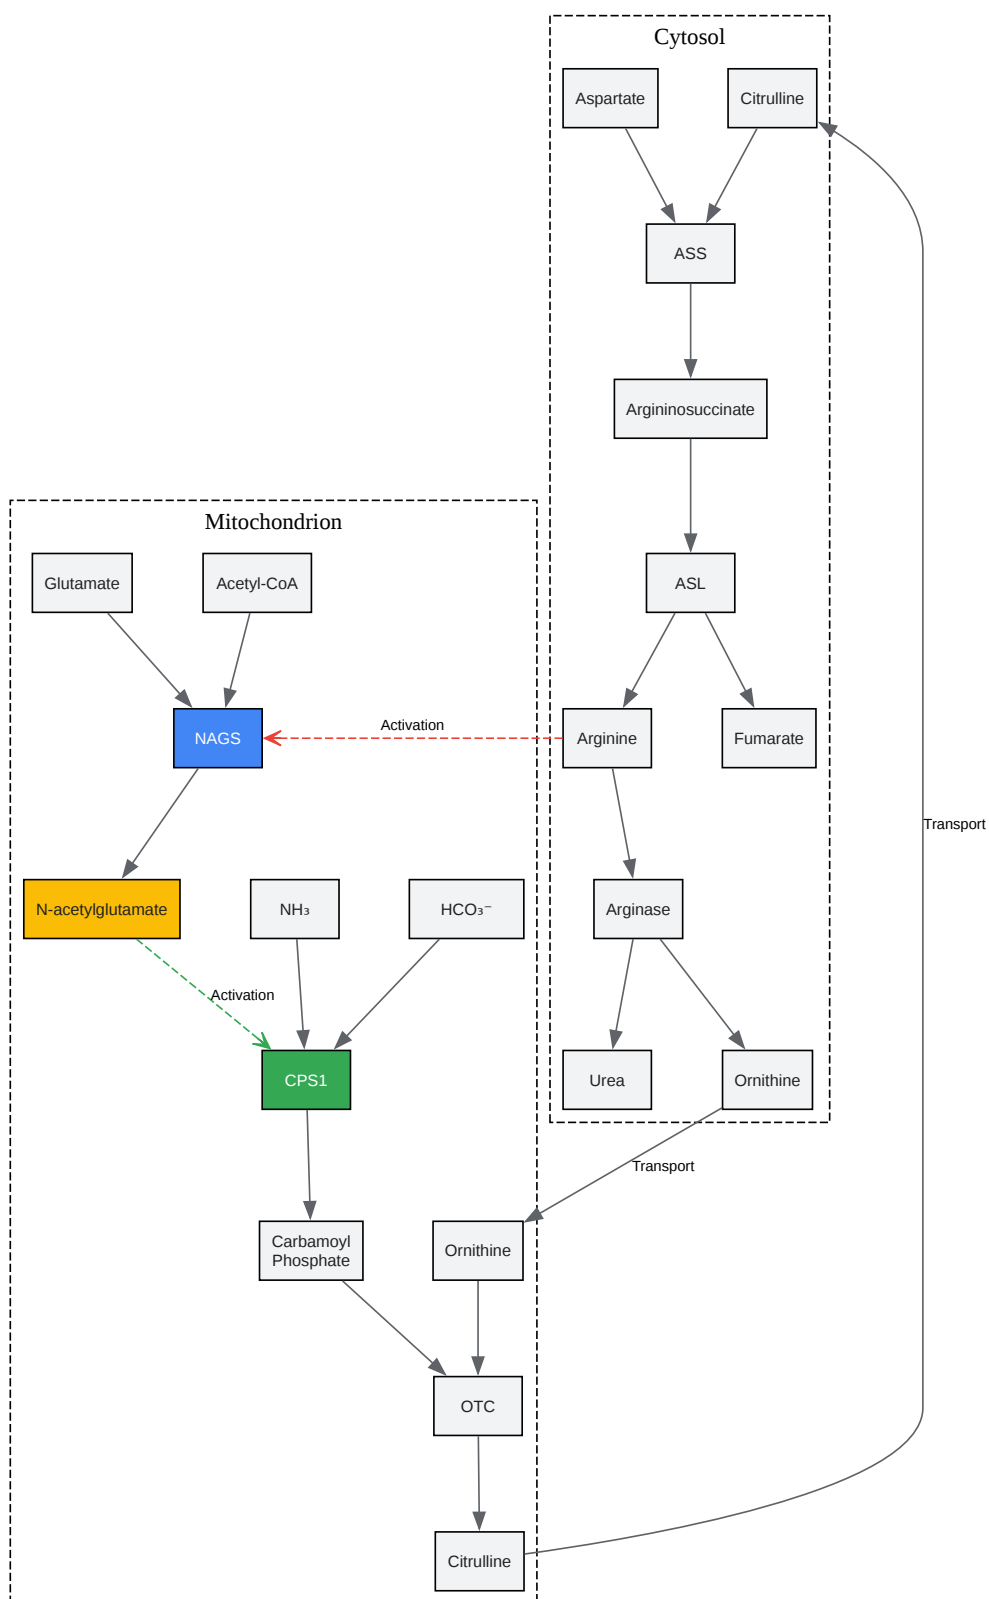 Cytosol
Aspartate
Citrulline
ASS
Argininosuccinate
Mitochondrion
Glutamate
Acetyl-CoA
ASL
NAGS
Activation
Arginine
Fumarate
Transport
N-acetylglutamate
NH₃
HCO₃⁻
Arginase
Activation
CPS1
Urea
Ornithine
Transport
Carbamoyl
Phosphate
Ornithine
OTC
Citrulline